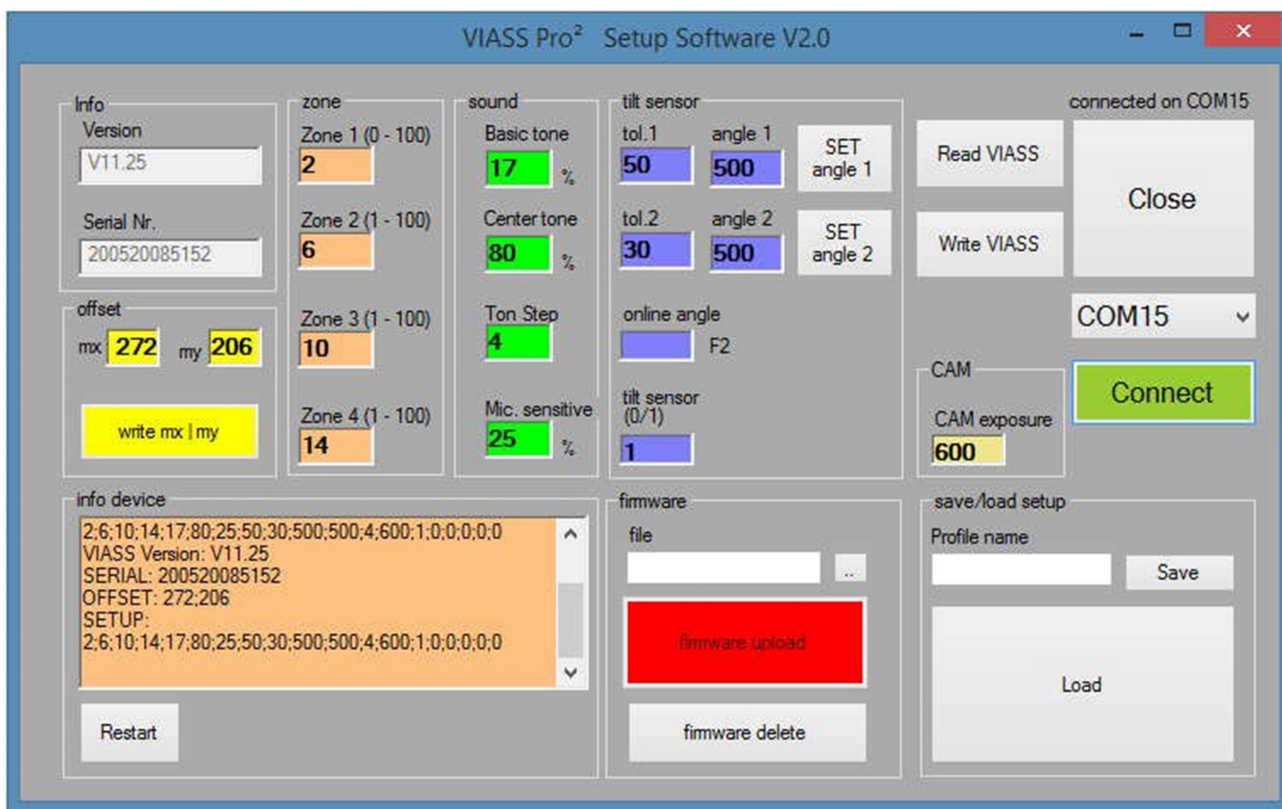 VIASS Pro² Setup Software V2.0
Info
Version
V11.25
Serial Nr.
200520085152
offset
mx 272 my 206
write mx | my
zone
Zone 1 (0 - 100)
2
Zone 2 (1 - 100)
6
Zone 3 (1 - 100)
10
Zone 4 (1 - 100)
14
sound
Basic tone
17 %
Center tone
80 %
Ton Step
4
Mic. sensitive
25 %
tilt sensor
tol.1 angle 1
50 500
SET
angle 1
tol.2 angle 2
30 500
SET
angle 2
online angle
F2
tilt sensor
(0/1)
1
Read VIASS
Write VIASS
connected on COM15
Close
COM15
Connect
CAM
CAM exposure
600
info device
2;6;10;14;17;80;25;50;30;500;500;4;600;1;0;0;0;0;0
VIASS Version: V11.25
SERIAL: 200520085152
OFFSET: 272;206
SETUP:
2;6;10;14;17;80;25;50;30;500;500;4;600;1;0;0;0;0;0
Restart
firmware
file
..
firmware upload
firmware delete
save/load setup
Profile name
Save
Load